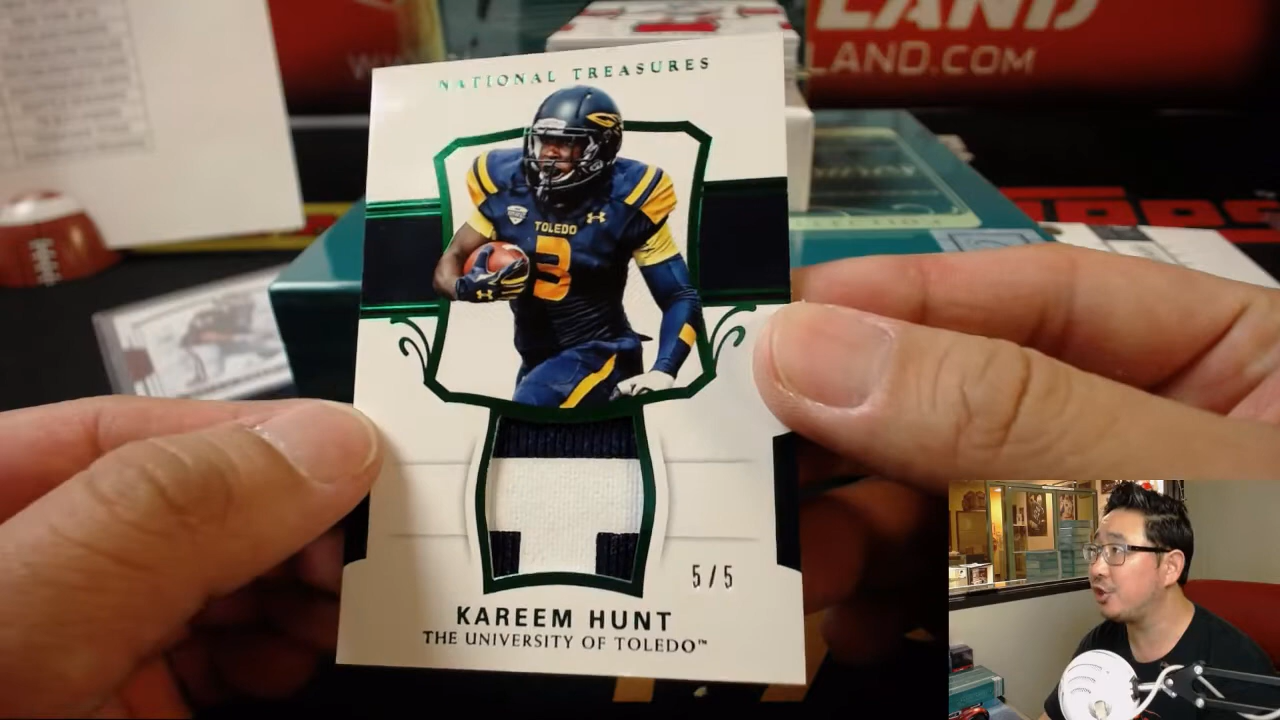 LAND
LAND.COM
NATIONAL TREASURES
TOLEDO
3
5/5
KAREEM HUNT
THE UNIVERSITY OF TOLEDO™